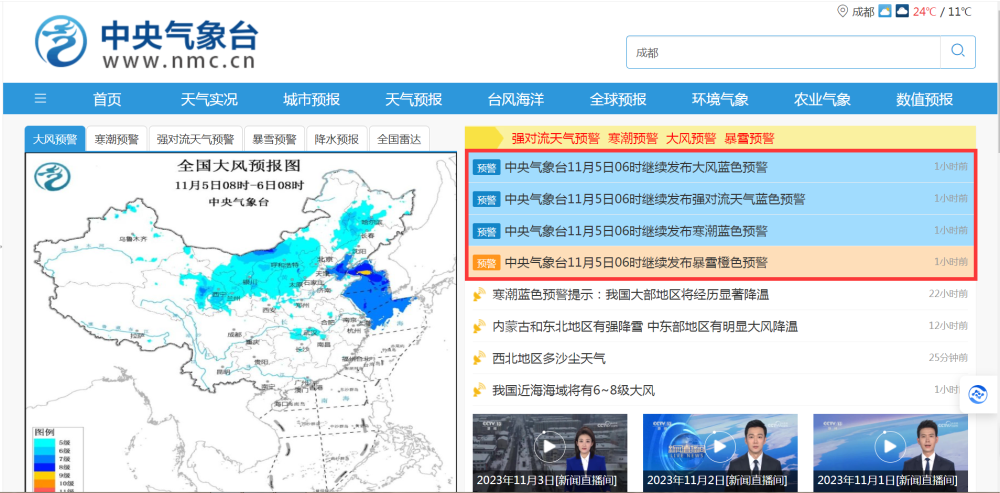 成都 24℃ / 11℃
中央气象台
www.nmc.cn
成都
首页 天气实况 城市预报 天气预报 台风海洋 全球预报 环境气象 农业气象 数值预报
大风预警 寒潮预警 强对流天气预警 暴雪预警 降水预报 全国雷达
全国大风预报图
11月5日08时-6日08时
中央气象台
乌鲁木齐
哈尔滨
长春
沈阳
呼和浩特
北京
天津
银川
太原
石家庄
济南
西宁
兰州
郑州
西安
合肥
南京
上海
杭州
武汉
拉萨
成都
重庆
南昌
长沙
贵阳
福州
昆明
台北
广州
南宁
澳门
香港
海口
南海
图例
5级
6级
7级
8级
9级
10级
11级
强对流天气预警 寒潮预警 大风预警 暴雪预警
预警 中央气象台11月5日06时继续发布大风蓝色预警 1小时前
预警 中央气象台11月5日06时继续发布强对流天气蓝色预警 1小时前
预警 中央气象台11月5日06时继续发布寒潮蓝色预警 1小时前
预警 中央气象台11月5日06时继续发布暴雪橙色预警 1小时前
寒潮蓝色预警提示：我国大部地区将经历显著降温 22小时前
内蒙古和东北地区有强降雪 中东部地区有明显大风降温 12小时前
西北地区多沙尘天气 25分钟前
我国近海海域将有6~8级大风 1小时前
2023年11月3日[新闻直播间]
2023年11月2日[新闻直播间]
2023年11月1日[新闻直播间]